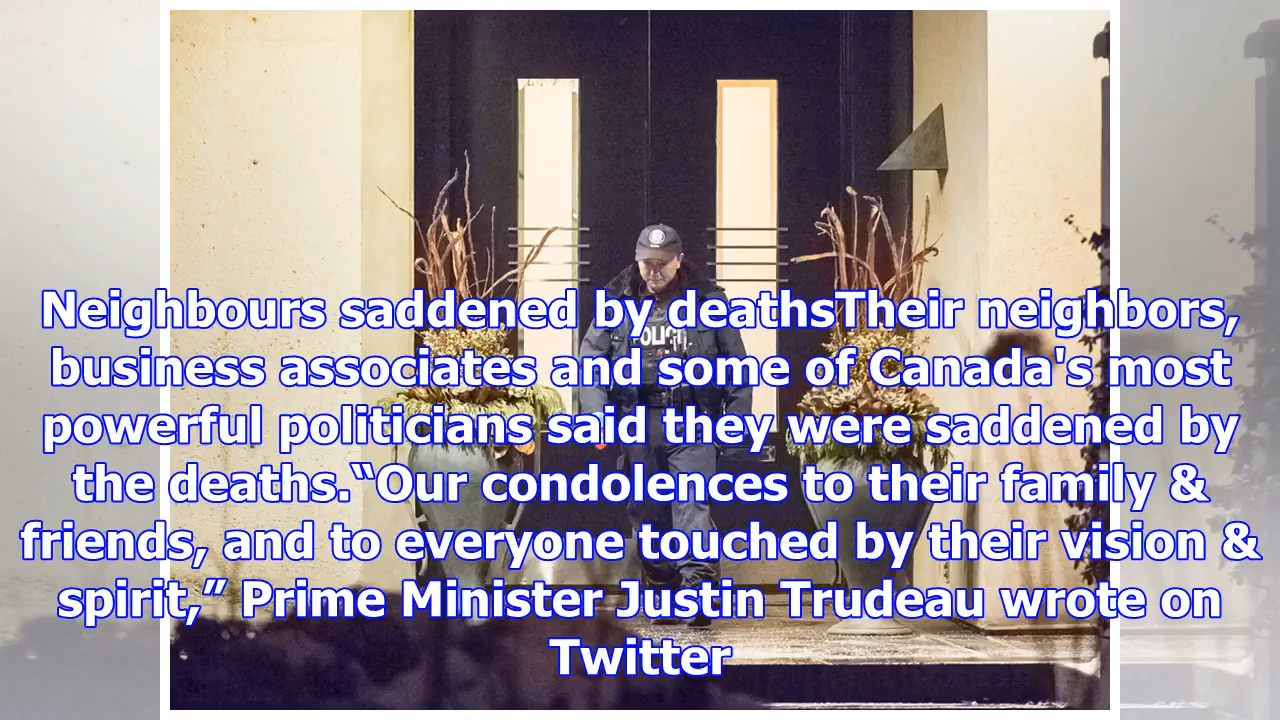 Neighbours saddened by deathsTheir neighbors,
business associates and some of Canada's most
powerful politicians said they were saddened by
the deaths.“Our condolences to their family &
friends, and to everyone touched by their vision &
spirit,” Prime Minister Justin Trudeau wrote on
Twitter
POLICE